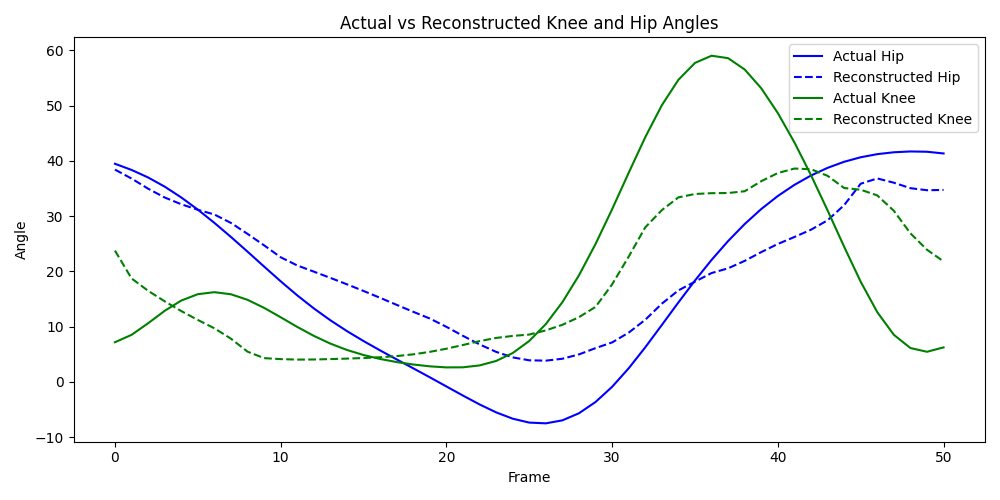 Actual vs Reconstructed Knee and Hip Angles
60
50
40
30
20
10
0
−10
Angle
Actual Hip
Reconstructed Hip
Actual Knee
Reconstructed Knee
0 10 20 30 40 50
Frame